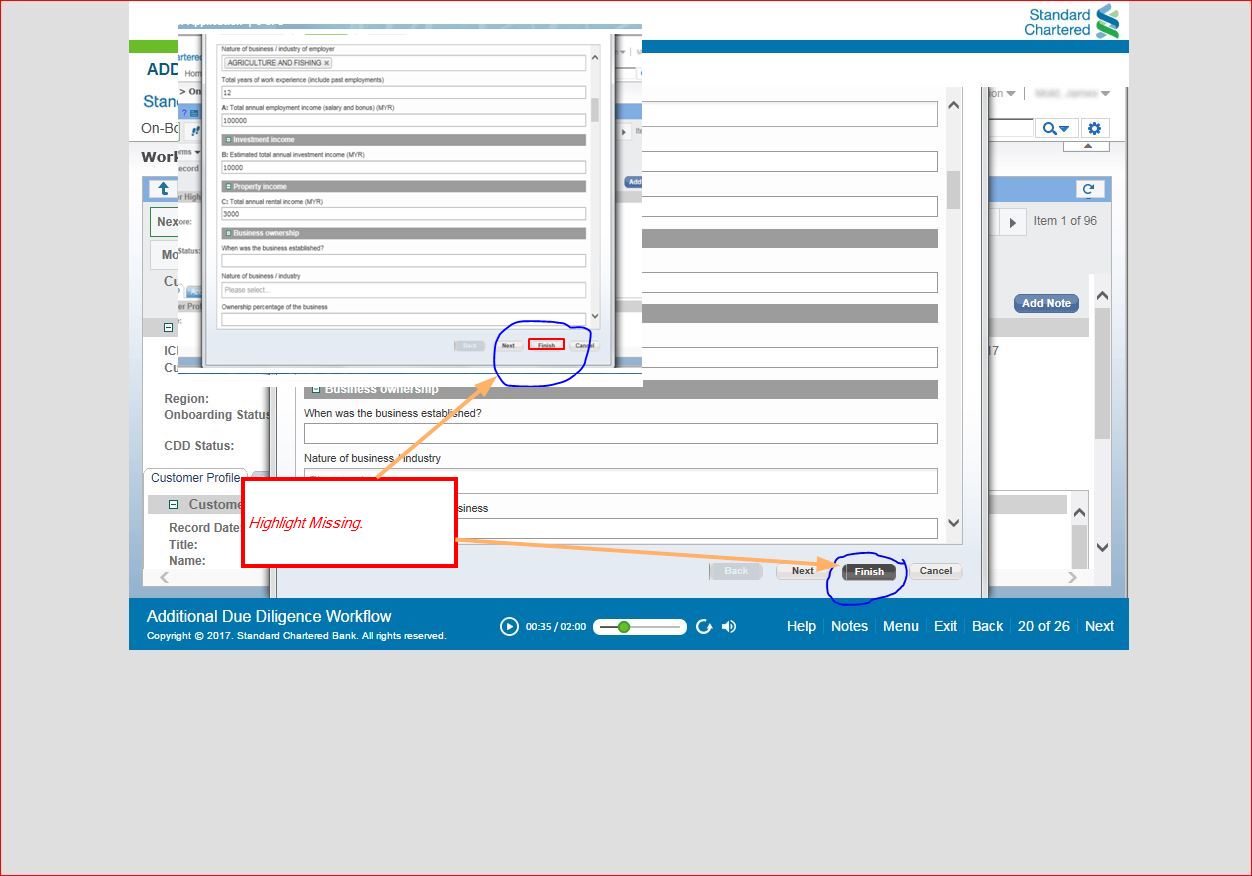 Standard
Chartered
Nature of business / industry of employer
AGRICULTURE AND FISHING ×
Total years of work experience (include past employments)
12
A: Total annual employment income (salary and bonus) (MYR)
100000
Investment income
B: Estimated total annual investment income (MYR)
10000
Property income
C: Total annual rental income (MYR)
3000
Business ownership
When was the business established?
Nature of business / industry
Please select...
Ownership percentage of the business
Back Next Finish Cancel
ADD
Stan
On-Bo
Work
Nex
Mo
Item 1 of 96
Add Note
ICI
Cu
Region:
Onboarding Status
CDD Status:
Customer Profile
Custome
Record Date
Title:
Name:
Business ownership
When was the business established?
Nature of business / industry
siness
Highlight Missing.
Back Next Finish Cancel
Additional Due Diligence Workflow
Copyright © 2017. Standard Chartered Bank. All rights reserved.
00:35 / 02:00
Help Notes Menu Exit Back 20 of 26 Next